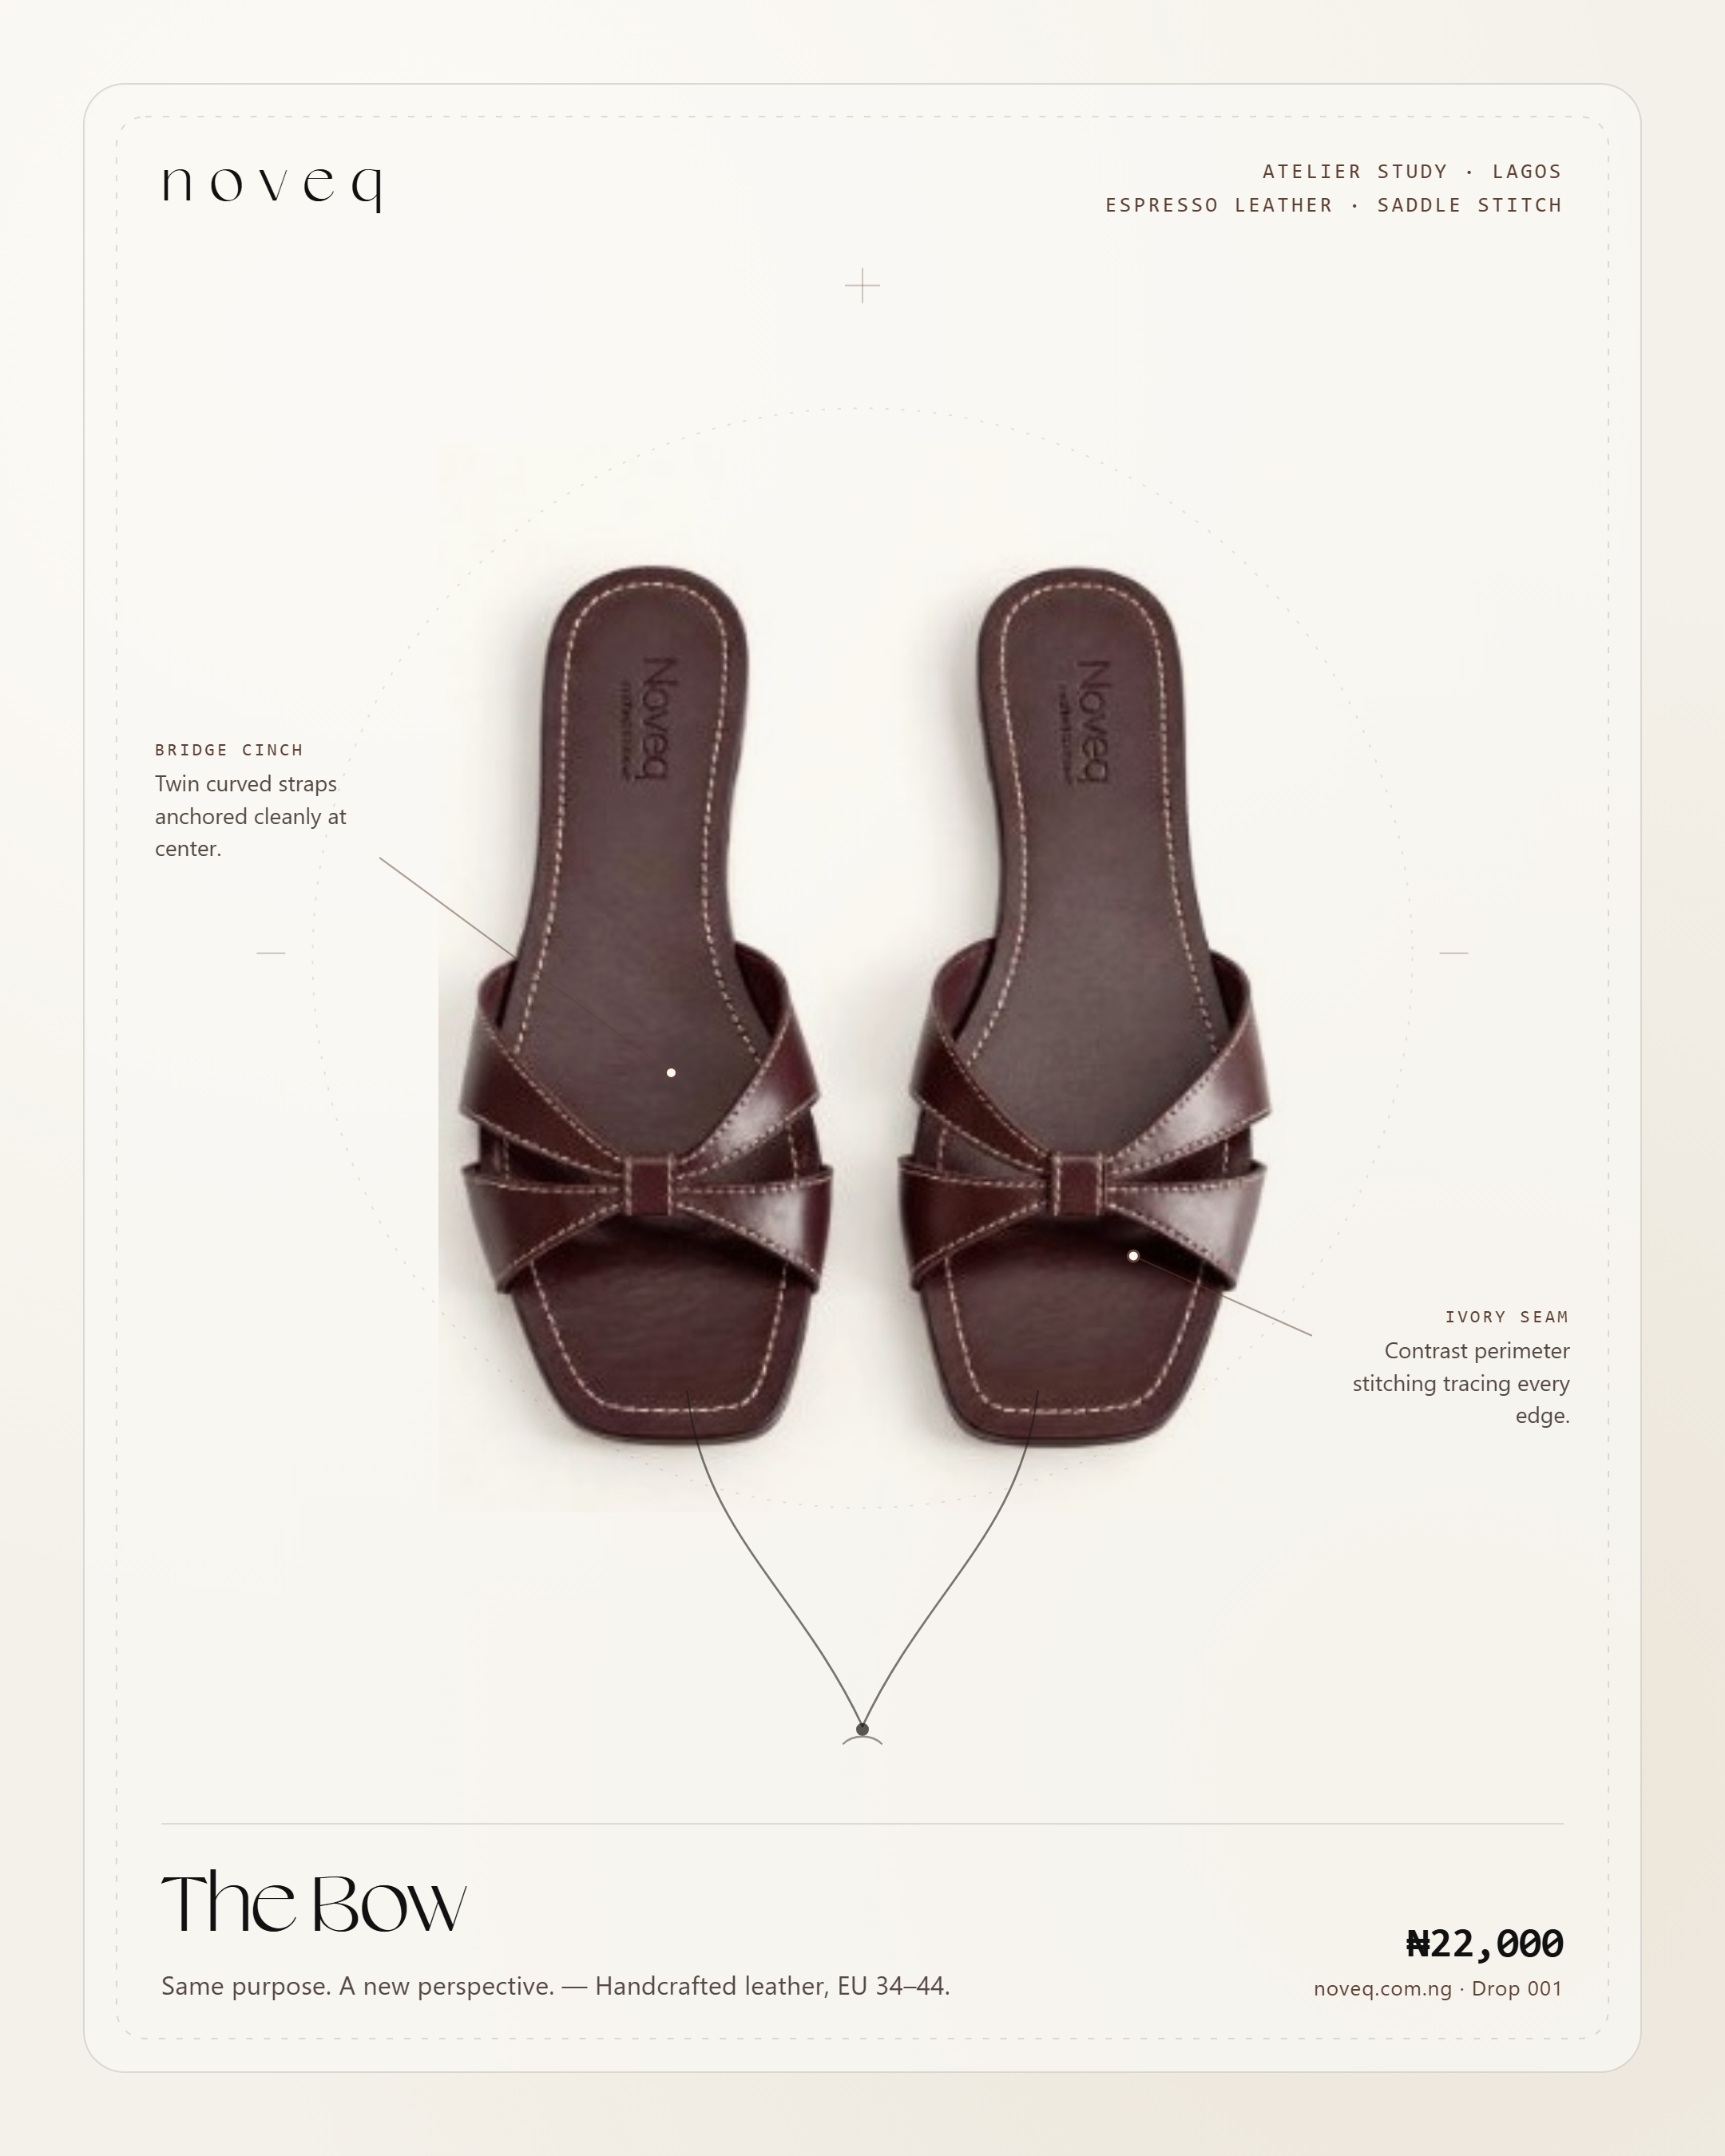 noveq
ATELIER STUDY · LAGOS
ESPRESSO LEATHER · SADDLE STITCH
Noveq
Noveq
BRIDGE CINCH
Twin curved straps
anchored cleanly at
center.
IVORY SEAM
Contrast perimeter
stitching tracing every
edge.
The Bow
Same purpose. A new perspective. — Handcrafted leather, EU 34–44.
₦22,000
noveq.com.ng · Drop 001